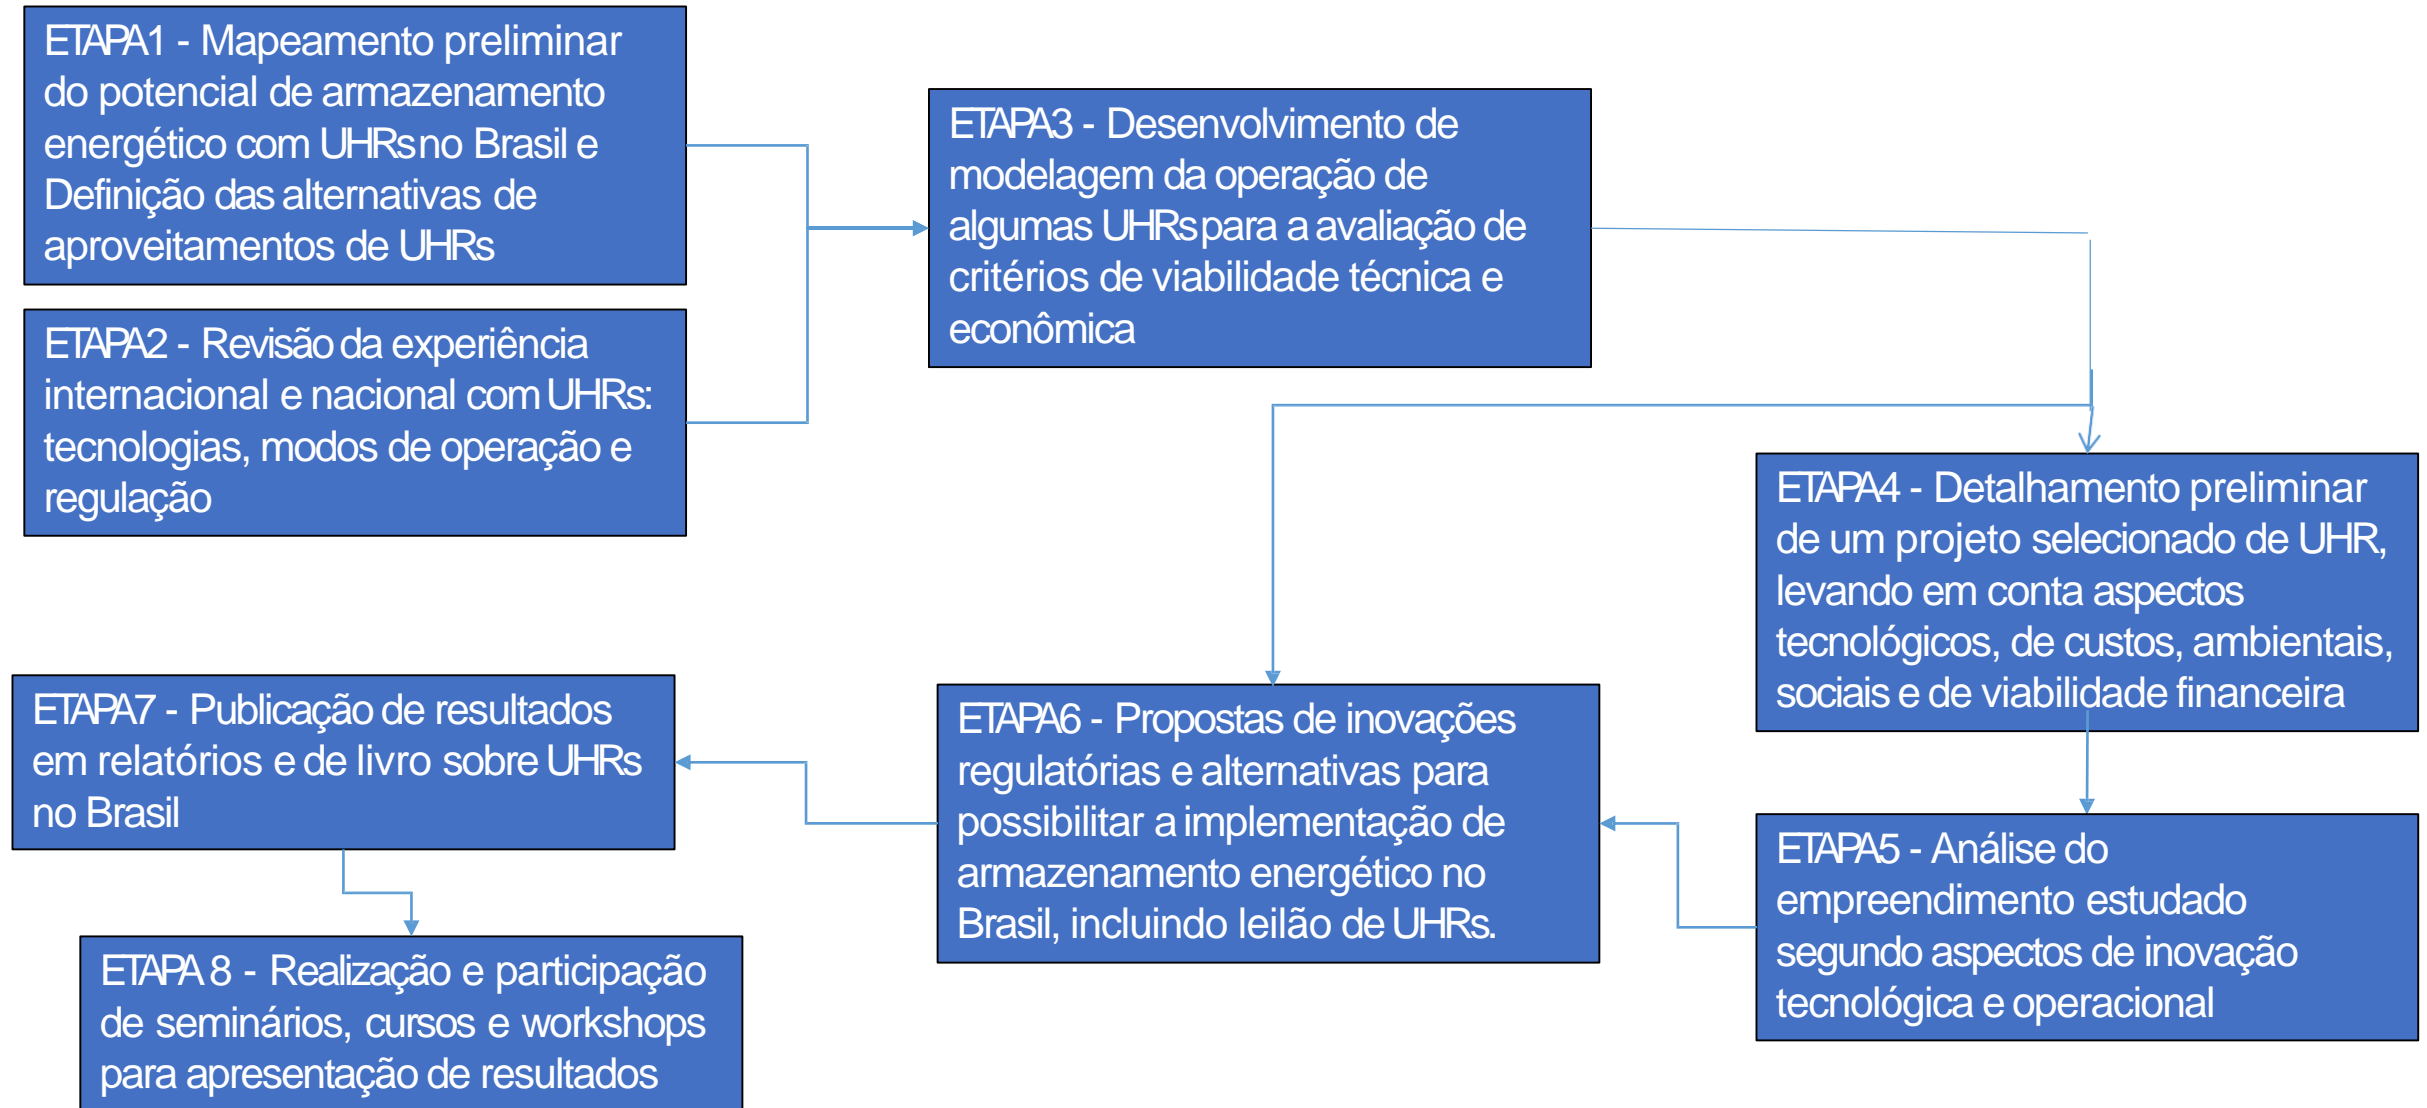 ETAPA1 - Mapeamento preliminar
do potencial de armazenamento
energético com UHRs no Brasil e
Definição das alternativas de
aproveitamentos de UHRs
ETAPA2 - Revisão da experiência
internacional e nacional com UHRs:
tecnologias, modos de operação e
regulação
ETAPA3 - Desenvolvimento de
modelagem da operação de
algumas UHRs para a avaliação de
critérios de viabilidade técnica e
econômica
ETAPA4 - Detalhamento preliminar
de um projeto selecionado de UHR,
levando em conta aspectos
tecnológicos, de custos, ambientais,
sociais e de viabilidade financeira
ETAPA5 - Análise do
empreendimento estudado
segundo aspectos de inovação
tecnológica e operacional
ETAPA6 - Propostas de inovações
regulatórias e alternativas para
possibilitar a implementação de
armazenamento energético no
Brasil, incluindo leilão de UHRs.
ETAPA7 - Publicação de resultados
em relatórios e de livro sobre UHRs
no Brasil
ETAPA 8 - Realização e participação
de seminários, cursos e workshops
para apresentação de resultados